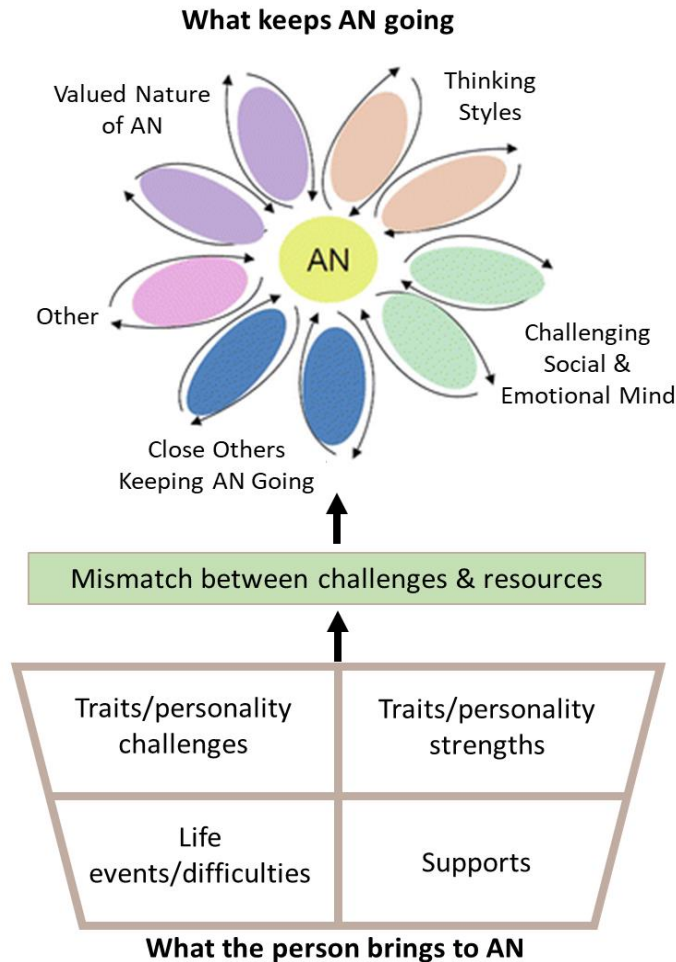 What keeps AN going
Valued Nature
of AN
Thinking
Styles
AN
Other
Challenging
Social &
Emotional Mind
Close Others
Keeping AN Going
Mismatch between challenges & resources
Traits/personality
challenges
Traits/personality
strengths
Life
events/difficulties
Supports
What the person brings to AN